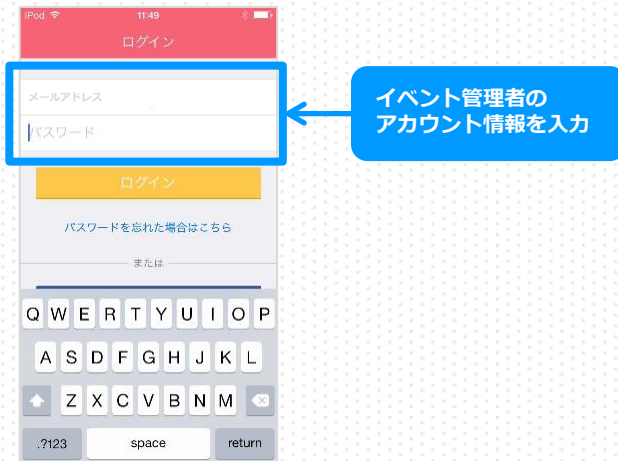 iPod 11:49
ログイン
メールアドレス
パスワード
イベント管理者の
アカウント情報を入力
ログイン
パスワードを忘れた場合はこちら
または
Q W E R T Y U I O P
A S D F G H J K L
Z X C V B N M
.?123 space return